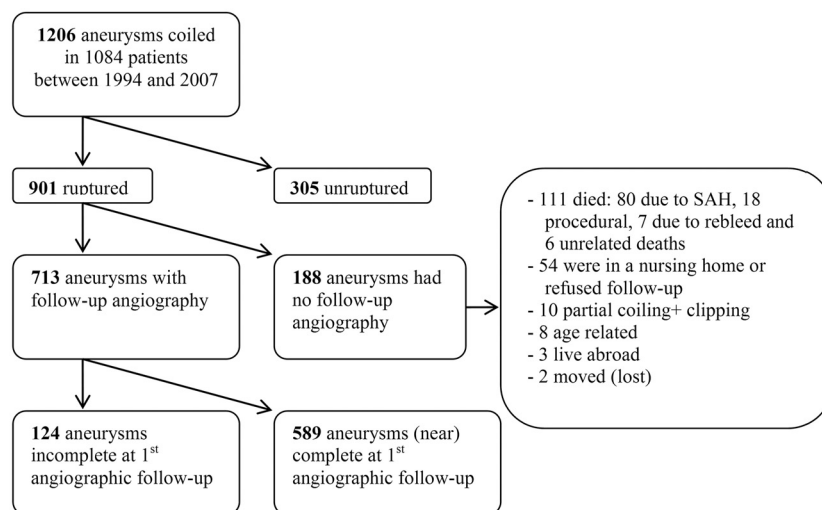 1206 aneurysms coiled
in 1084 patients
between 1994 and 2007
901 ruptured
305 unruptured
713 aneurysms with
follow-up angiography
188 aneurysms had
no follow-up
angiography
- 111 died: 80 due to SAH, 18
procedural, 7 due to rebleed and
6 unrelated deaths
- 54 were in a nursing home or
refused follow-up
- 10 partial coiling+ clipping
- 8 age related
- 3 live abroad
- 2 moved (lost)
124 aneurysms
incomplete at 1st
angiographic follow-up
589 aneurysms (near)
complete at 1st
angiographic follow-up